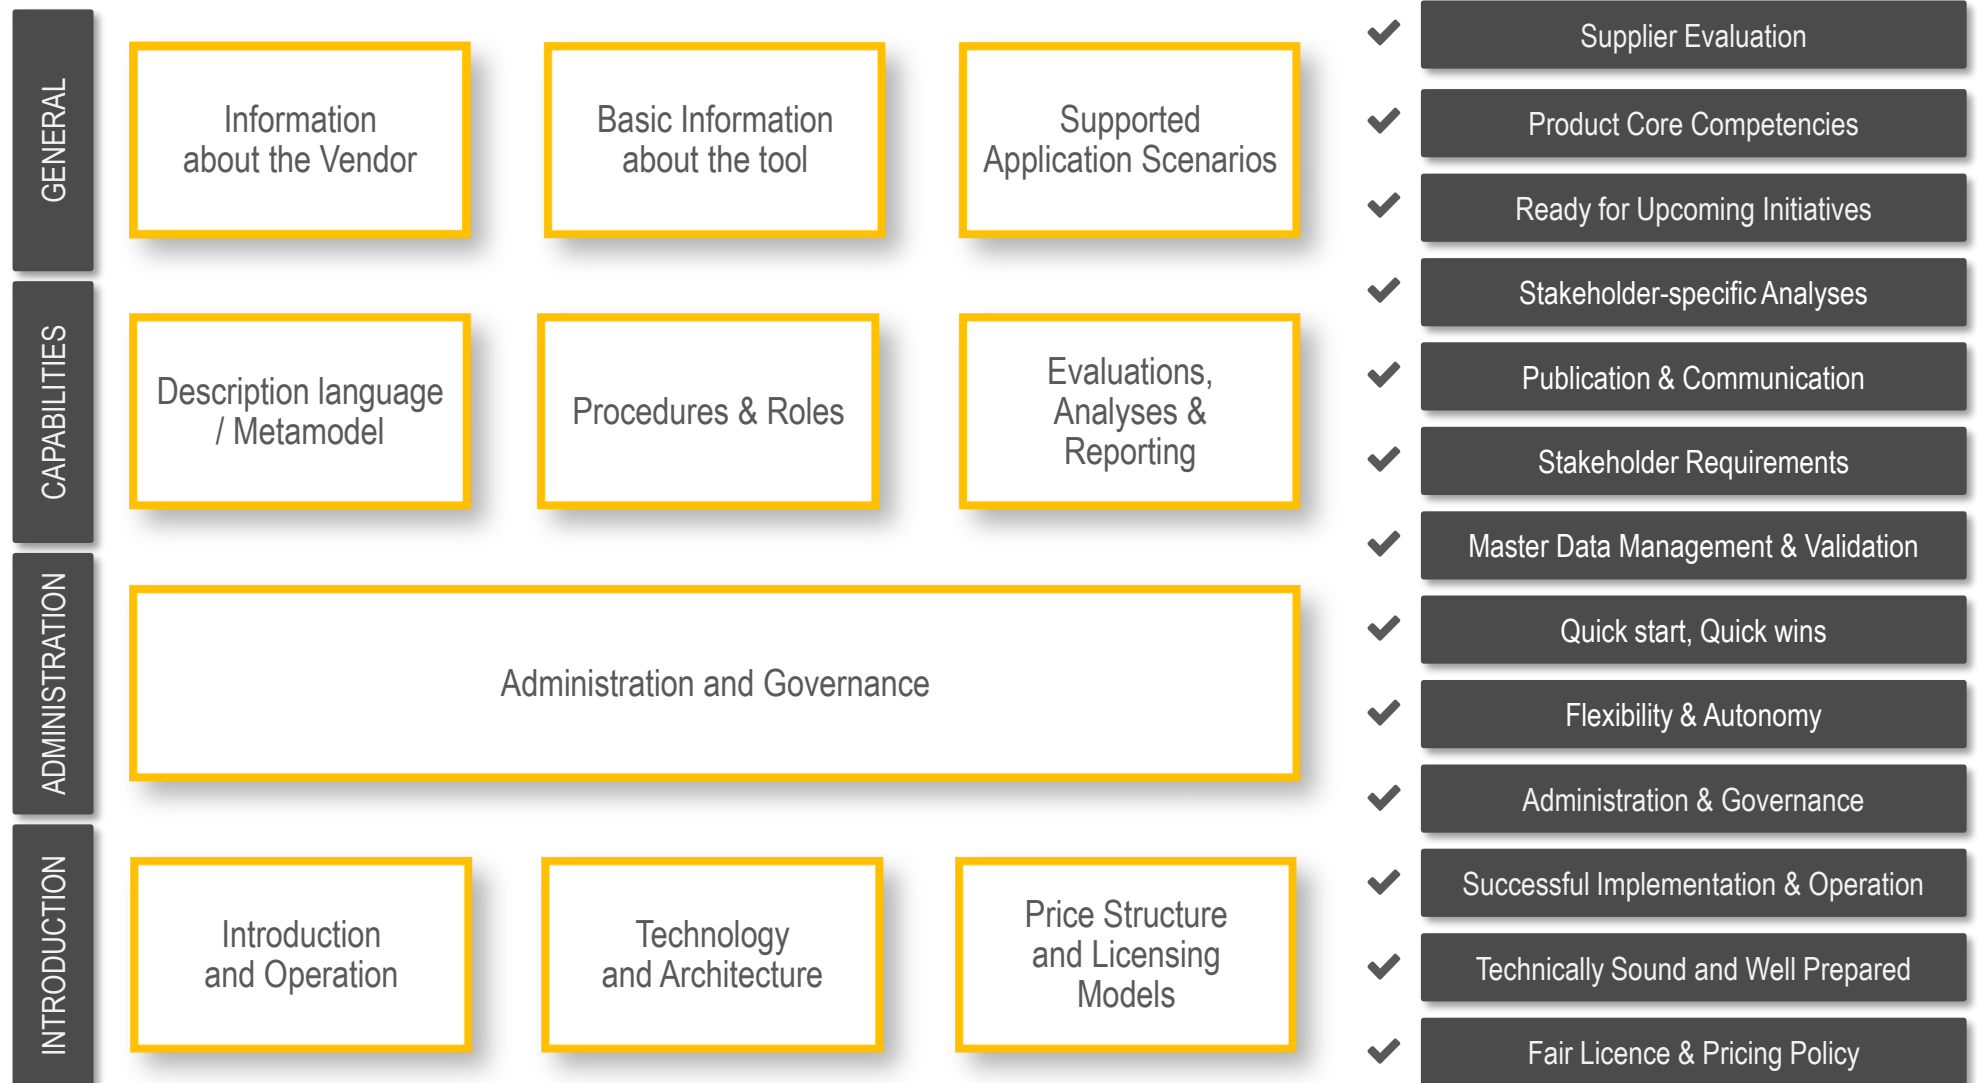 GENERAL
Information
about the Vendor
Basic Information
about the tool
Supported
Application Scenarios
CAPABILITIES
Description language
/ Metamodel
Procedures & Roles
Evaluations,
Analyses &
Reporting
ADMINISTRATION
Administration and Governance
INTRODUCTION
Introduction
and Operation
Technology
and Architecture
Price Structure
and Licensing
Models
Supplier Evaluation
Product Core Competencies
Ready for Upcoming Initiatives
Stakeholder-specific Analyses
Publication & Communication
Stakeholder Requirements
Master Data Management & Validation
Quick start, Quick wins
Flexibility & Autonomy
Administration & Governance
Successful Implementation & Operation
Technically Sound and Well Prepared
Fair Licence & Pricing Policy